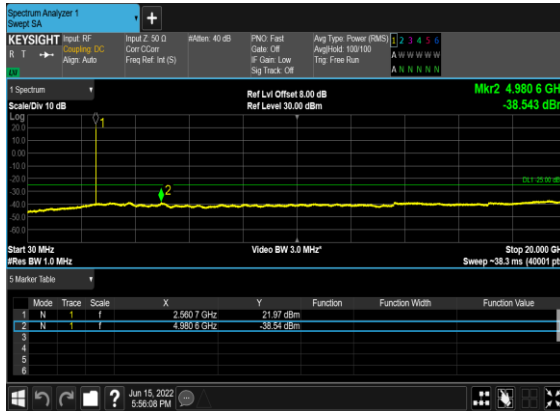 Spectrum Analyzer 1
Swept SA
+
KEYSIGHT Input: RF Input Z: 50 Ω #Atten: 40 dB PNO: Fast Avg Type: Power (RMS) 1 2 3 4 5 6
R T Coupling: DC Corr CCorr Gate: Off Avg|Hold: 100/100 A W W W W W
Align: Auto Freq Ref: Int (S) IF Gain: Low Trig: Free Run
Sig Track: Off A N N N N N
1 Spectrum
Ref Lvl Offset 8.00 dB Mkr2 4.980 6 GHz
Scale/Div 10 dB Ref Level 30.00 dBm -38.543 dBm
Log
20.0
10.0
0.00
-10.0
-20.0
-30.0
-40.0
-50.0
-60.0
1
2
DL1 -25.00 dB
Start 30 MHz Video BW 3.0 MHz* Stop 20.000 GH
#Res BW 1.0 MHz Sweep ~38.3 ms (40001 pt
5 Marker Table
Mode Trace Scale X Y Function Function Width Function Value
1 N 1 f 2.560 7 GHz 21.97 dBm
2 N 1 f 4.980 6 GHz -38.54 dBm
3
4
5
6
? Jun 15, 2022
5:56:08 PM